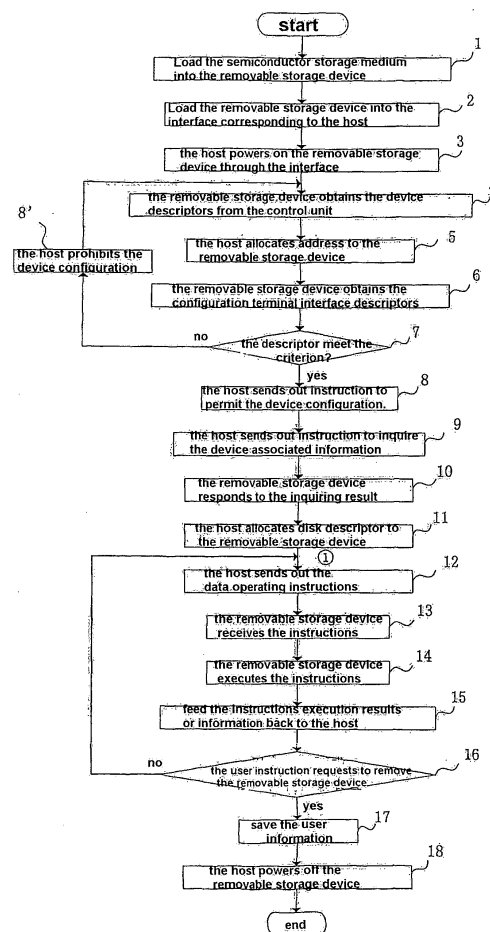 start
1
Load the semiconductor storage medium
into the removable storage device
2
Load the removable storage device into the
interface corresponding to the host
3
the host powers on the removable storage
device through the interface
the removable storage device obtains the device
descriptors from the control unit
8'
the host prohibits the
device configuration
5
the host allocates address to the
removable storage device
6
the removable storage device obtains the
configuration terminal interface descriptors
no
7
the descriptor meet the
criterion?
yes
8
the host sends out instruction to
permit the device configuration.
9
the host sends out instruction to inquire
the device associated information
10
the removable storage device
responds to the inquiring result
11
the host allocates disk descriptor to
the removable storage device
①
12
the host sends out the
data operating instructions
13
the removable storage device
receives the instructions
14
the removable storage device
executes the instructions
15
feed the instructions execution results
or information back to the host
no
16
the user instruction requests to remove
the removable storage device
yes
17
save the user
information
18
the host powers off the
removable storage device
end